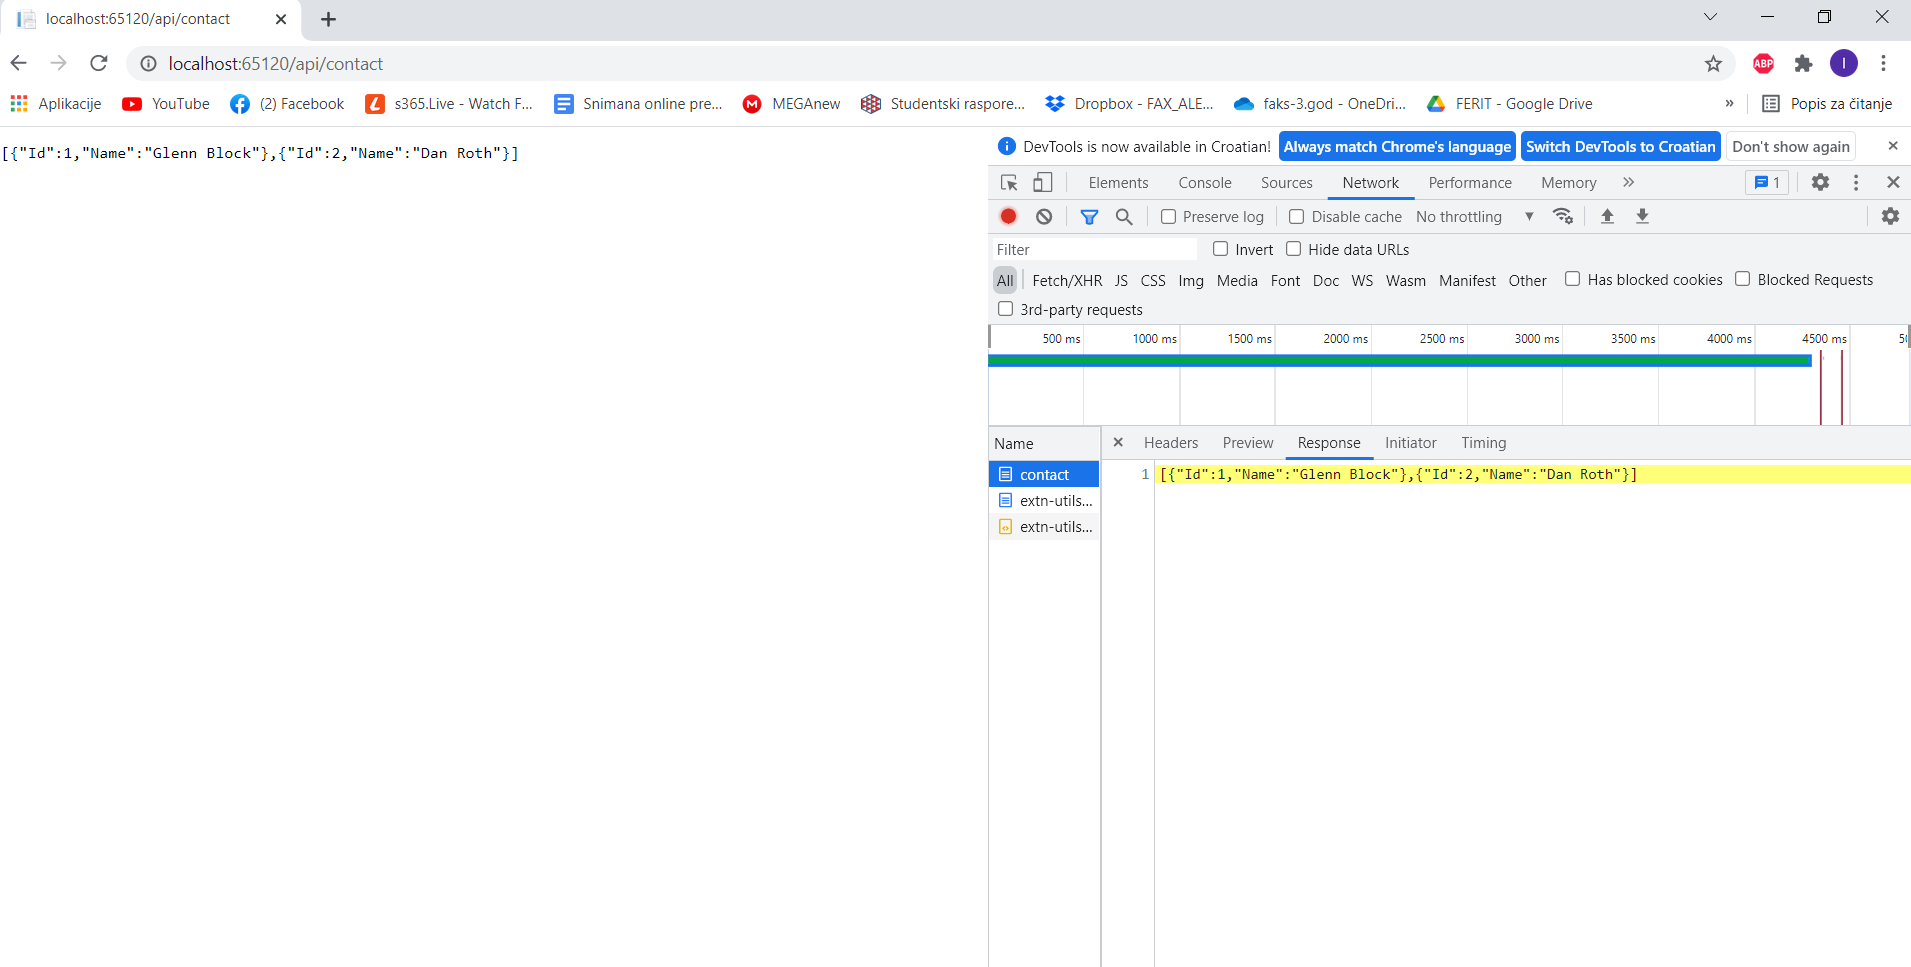 localhost:65120/api/contact
localhost:65120/api/contact
ABP
I
Aplikacije YouTube (2) Facebook s365.Live - Watch F... Snimana online pre... MEGAnew Studentski raspore... Dropbox - FAX_ALE... faks-3.god - OneDri... FERIT - Google Drive » Popis za čitanje
[{"Id":1,"Name":"Glenn Block"},{"Id":2,"Name":"Dan Roth"}]
DevTools is now available in Croatian! Always match Chrome's language Switch DevTools to Croatian Don't show again
Elements Console Sources Network Performance Memory » 1
Preserve log Disable cache No throttling
Filter Invert Hide data URLs
All Fetch/XHR JS CSS Img Media Font Doc WS Wasm Manifest Other Has blocked cookies Blocked Requests
3rd-party requests
500 ms 1000 ms 1500 ms 2000 ms 2500 ms 3000 ms 3500 ms 4000 ms 4500 ms
Name Headers Preview Response Initiator Timing
contact 1 [{"Id":1,"Name":"Glenn Block"},{"Id":2,"Name":"Dan Roth"}]
extn-utils...
extn-utils...